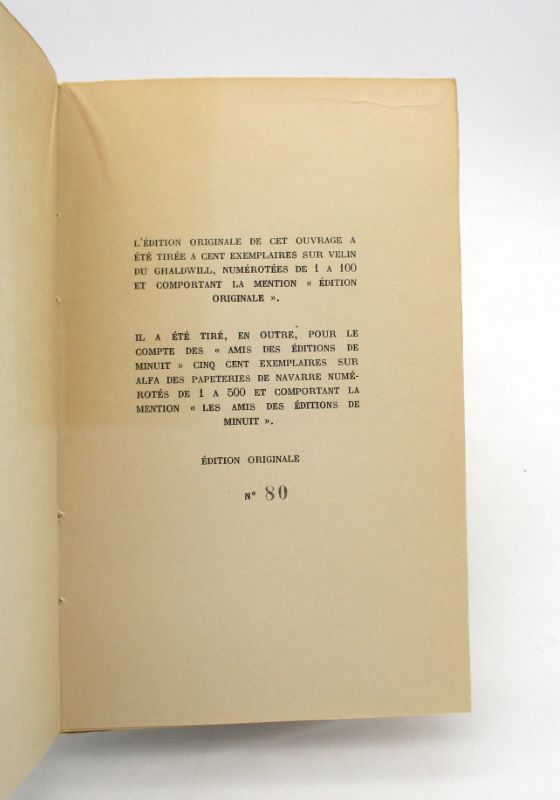 L'ÉDITION ORIGINALE DE CET OUVRAGE A
ÉTÉ TIRÉE A CENT EXEMPLAIRES SUR VELIN
DU GHALDWILL, NUMÉROTÉES DE 1 A 100
ET COMPORTANT LA MENTION « ÉDITION
ORIGINALE ».
IL A ÉTÉ TIRÉ, EN OUTRE, POUR LE
COMPTE DES « AMIS DES ÉDITIONS DE
MINUIT » CINQ CENT EXEMPLAIRES SUR
ALFA DES PAPETERIES DE NAVARRE NUMÉ-
ROTÉS DE 1 A 500 ET COMPORTANT LA
MENTION « LES AMIS DES ÉDITIONS DE
MINUIT ».
ÉDITION ORIGINALE
N° 80